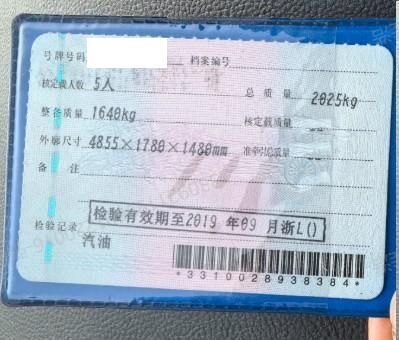 号牌号码 档案编号
核定载人数 5人 总质量 2025kg
整备质量 1640kg 核定载质量 --
外廓尺寸 4855×1780×1480mm 准牵引总质量 --
备注
检验有效期至2019年09月浙L()
检验记录
汽油
*3310028938384*